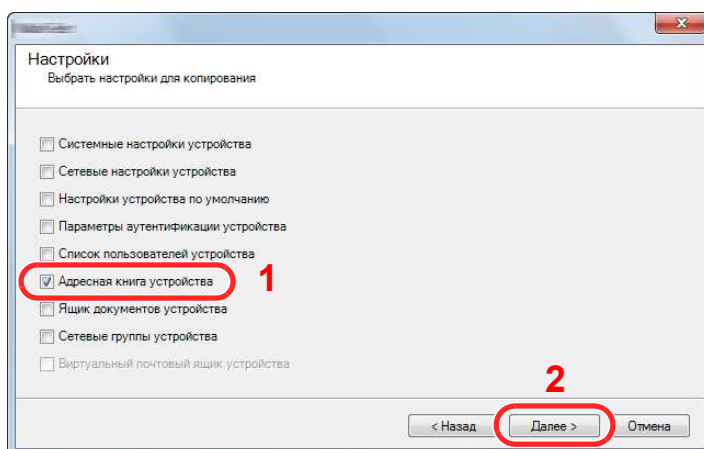 Настройки
Выбрать настройки для копирования
Системные настройки устройства
Сетевые настройки устройства
Настройки устройства по умолчанию
Параметры аутентификации устройства
Список пользователей устройства
Адресная книга устройства 1
Ящик документов устройства
Сетевые группы устройства
Виртуальный почтовый ящик устройства
2
< Назад Далее > Отмена